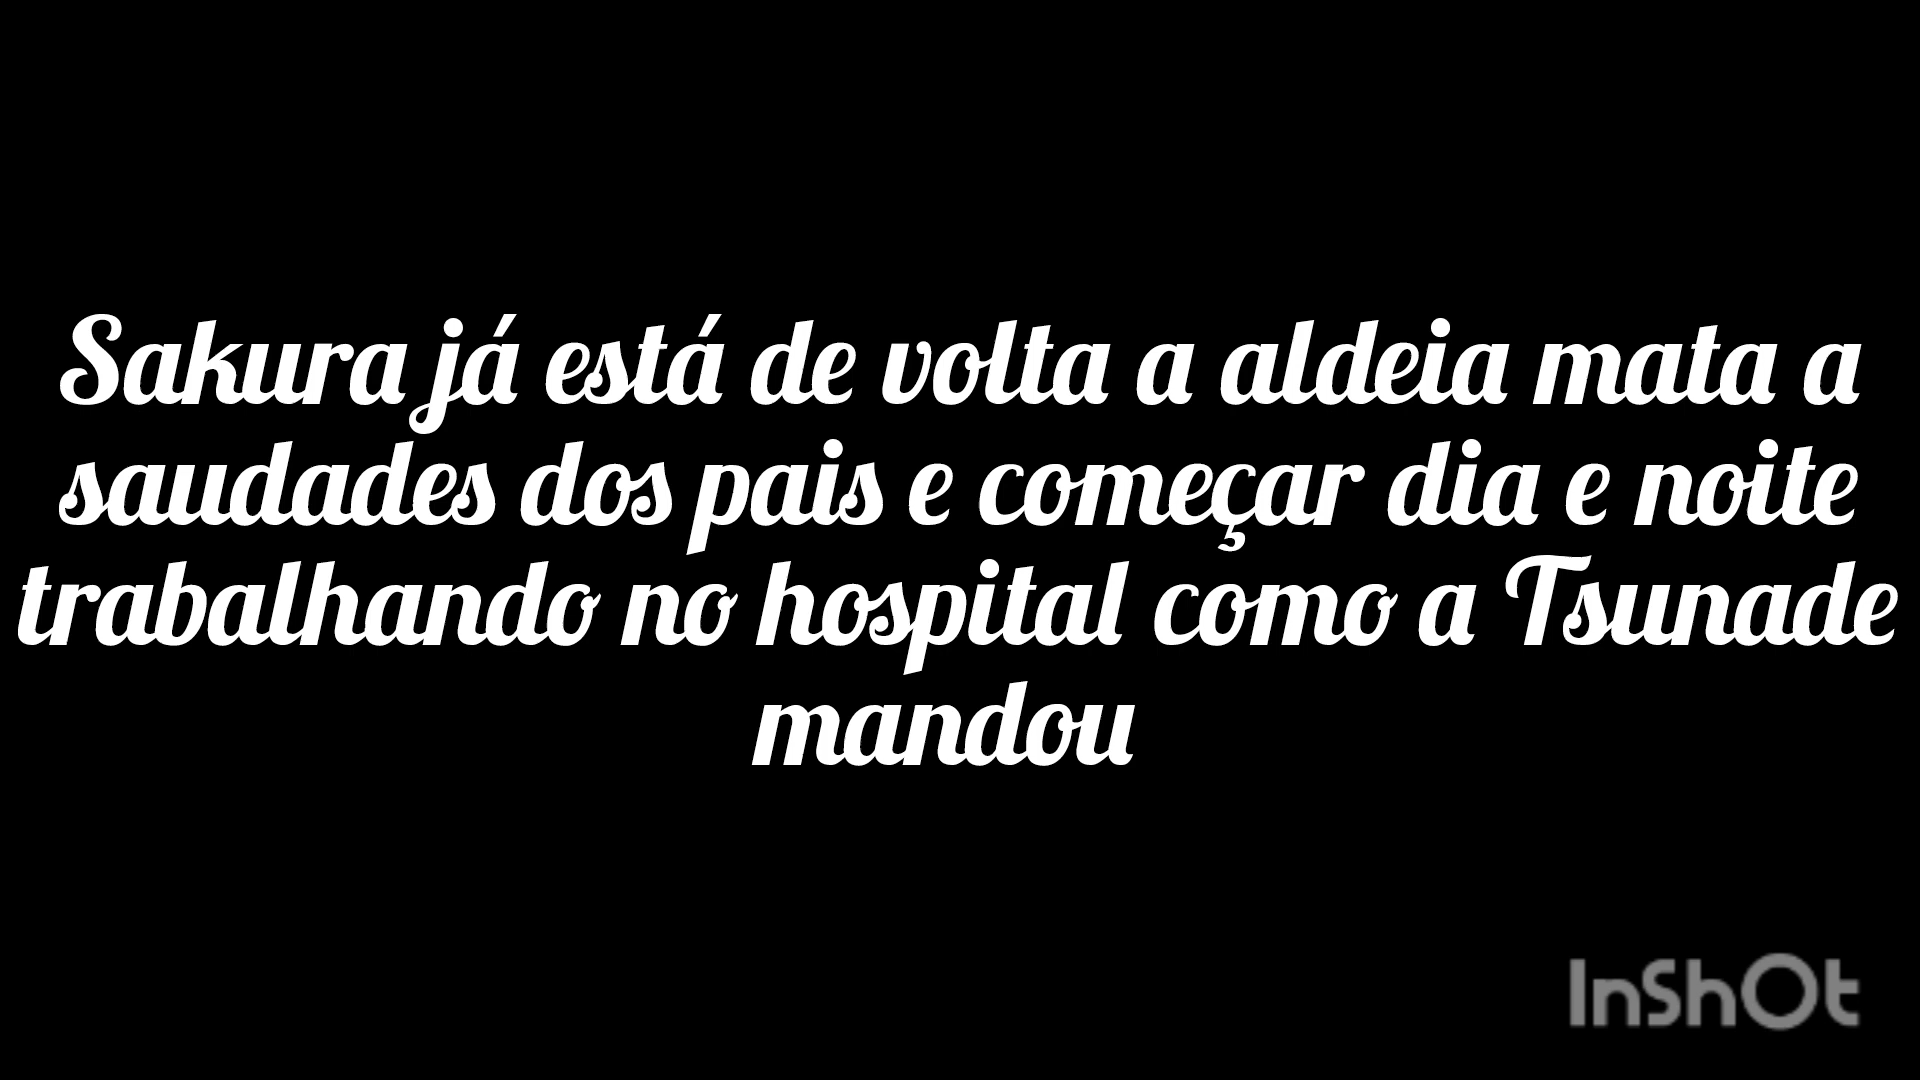 Sakura já está de volta a aldeia mata a
saudades dos pais e começar dia e noite
trabalhando no hospital como a Tsunade
mandou
InShOt